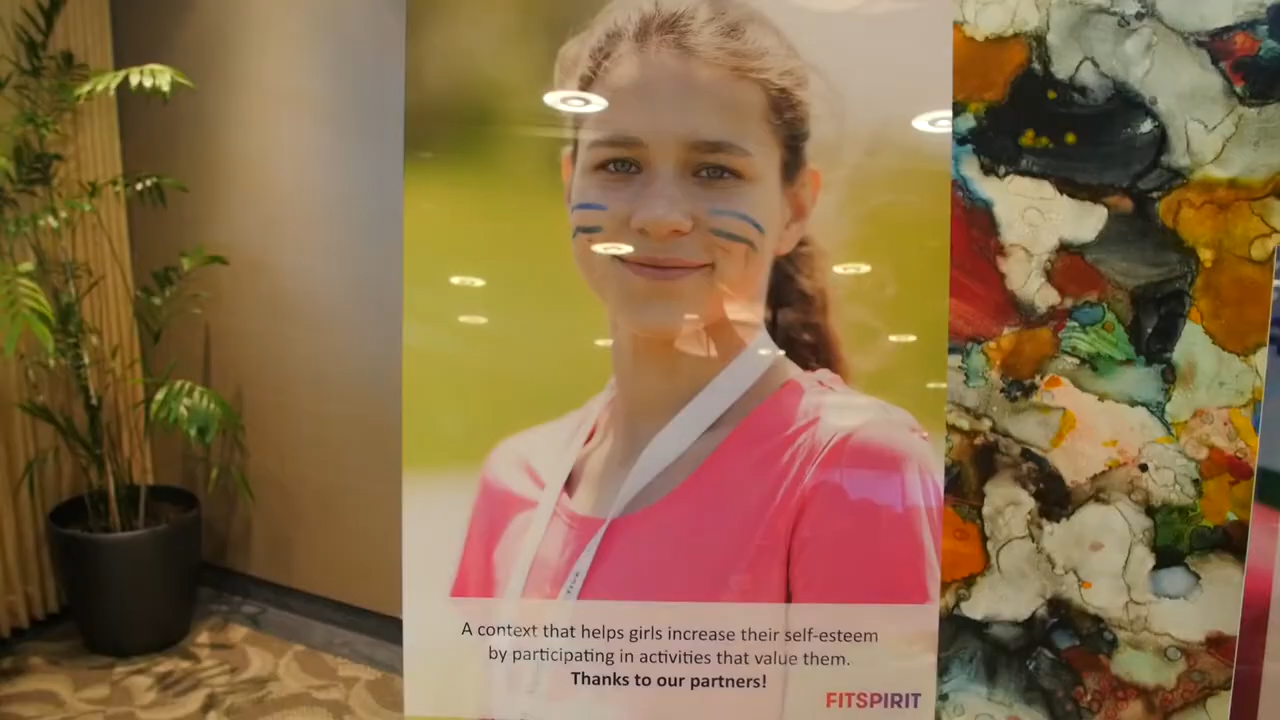 A context that helps girls increase their self-esteem
by participating in activities that value them.
Thanks to our partners!
FITSPIRIT